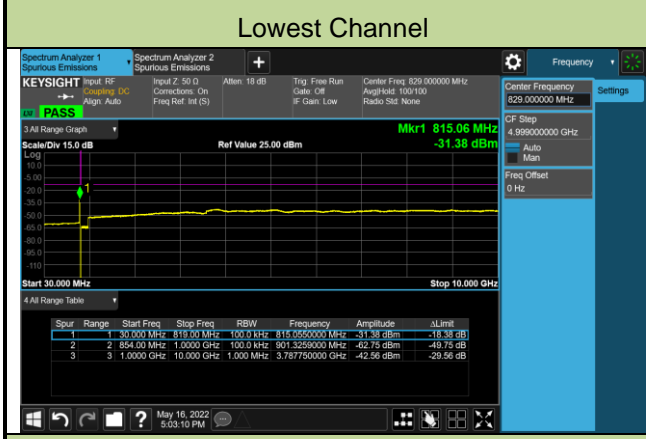 Lowest Channel
Spectrum Analyzer 1
Spurious Emissions
Spectrum Analyzer 2
Spurious Emissions
+
Frequency
KEYSIGHT
Input: RF
Coupling: DC
Align: Auto
Input Z: 50 Ω
Corrections: On
Freq Ref: Int (S)
Atten: 18 dB
Trig: Free Run
Gate: Off
IF Gain: Low
Center Freq: 829.000000 MHz
Avg|Hold: 100/100
Radio Std: None
PASS
Center Frequency
829.000000 MHz
Settings
CF Step
4.999000000 GHz
Auto
Man
Freq Offset
0 Hz
3 All Range Graph
Mkr1 815.06 MHz
Scale/Div 15.0 dB
Ref Value 25.00 dBm
-31.38 dBm
Log
10.0
-5.00
-20.0
-35.0
-50.0
-65.0
-80.0
-95.0
-110
1
Start 30.000 MHz
Stop 10.000 GHz
4 All Range Table
Spur Range Start Freq Stop Freq RBW Frequency Amplitude ΔLimit
1 1 30.000 MHz 819.00 MHz 100.0 kHz 815.0550000 MHz -31.38 dBm -18.38 dB
2 2 854.00 MHz 1.0000 GHz 100.0 kHz 901.3259000 MHz -62.75 dBm -49.75 dB
3 3 1.0000 GHz 10.000 GHz 1.000 MHz 3.787750000 GHz -42.56 dBm -29.56 dB
?
May 16, 2022
5:03:10 PM